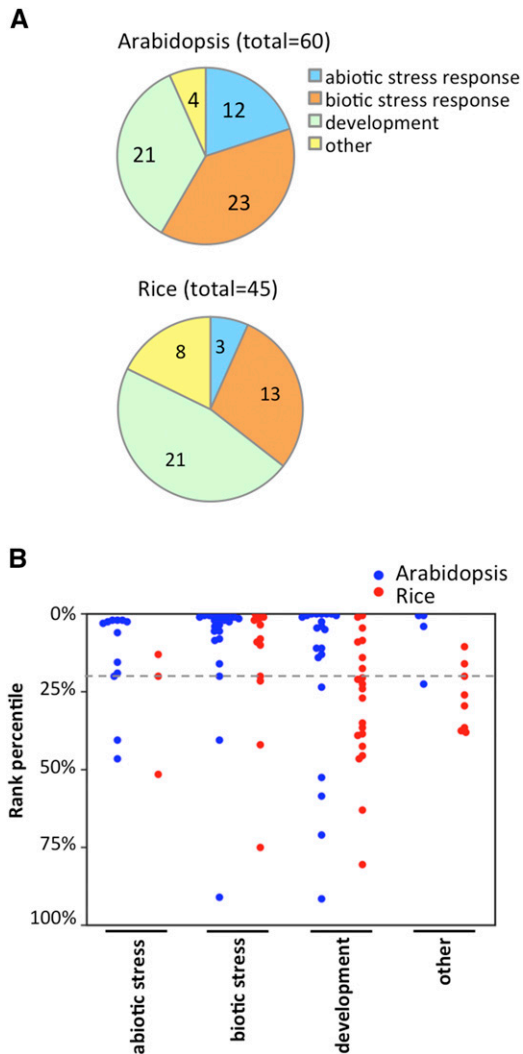 A
Arabidopsis (total=60)
abiotic stress response
biotic stress response
development
other
4
12
21
23
Rice (total=45)
3
8
13
21
B
Arabidopsis
Rice
0%
25%
50%
75%
100%
Rank percentile
abiotic stress
biotic stress
development
other